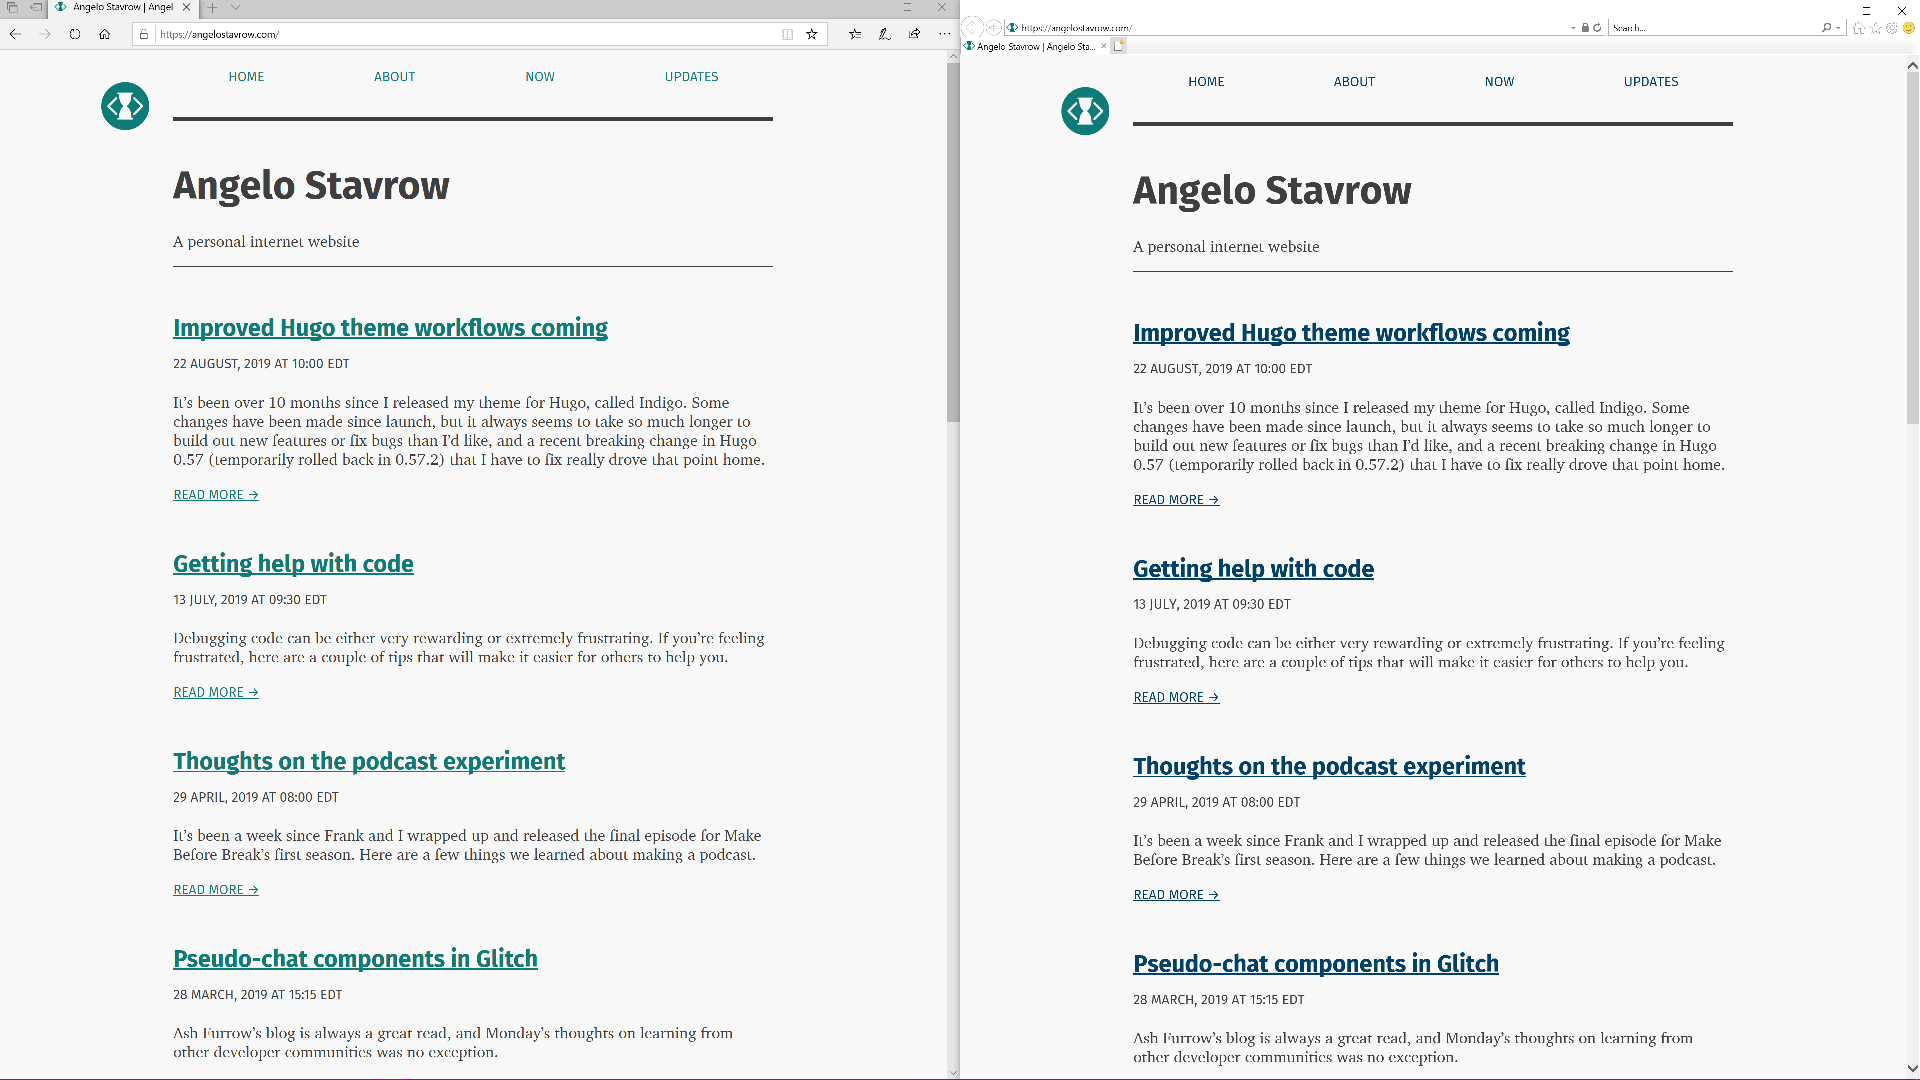 Angelo Stavrow | Angel
https://angelostavrow.com/
HOME ABOUT NOW UPDATES
Angelo Stavrow
A personal internet website
Improved Hugo theme workflows coming
22 AUGUST, 2019 AT 10:00 EDT
It’s been over 10 months since I released my theme for Hugo, called Indigo. Some
changes have been made since launch, but it always seems to take so much longer to
build out new features or fix bugs than I’d like, and a recent breaking change in Hugo
0.57 (temporarily rolled back in 0.57.2) that I have to fix really drove that point home.
READ MORE →
Getting help with code
13 JULY, 2019 AT 09:30 EDT
Debugging code can be either very rewarding or extremely frustrating. If you’re feeling
frustrated, here are a couple of tips that will make it easier for others to help you.
READ MORE →
Thoughts on the podcast experiment
29 APRIL, 2019 AT 08:00 EDT
It’s been a week since Frank and I wrapped up and released the final episode for Make
Before Break’s first season. Here are a few things we learned about making a podcast.
READ MORE →
Pseudo-chat components in Glitch
28 MARCH, 2019 AT 15:15 EDT
Ash Furrow’s blog is always a great read, and Monday’s thoughts on learning from
other developer communities was no exception.
https://angelostavrow.com/
Search...
Angelo Stavrow | Angelo Sta...
HOME ABOUT NOW UPDATES
Angelo Stavrow
A personal internet website
Improved Hugo theme workflows coming
22 AUGUST, 2019 AT 10:00 EDT
It’s been over 10 months since I released my theme for Hugo, called Indigo. Some
changes have been made since launch, but it always seems to take so much longer to
build out new features or fix bugs than I’d like, and a recent breaking change in Hugo
0.57 (temporarily rolled back in 0.57.2) that I have to fix really drove that point home.
READ MORE →
Getting help with code
13 JULY, 2019 AT 09:30 EDT
Debugging code can be either very rewarding or extremely frustrating. If you’re feeling
frustrated, here are a couple of tips that will make it easier for others to help you.
READ MORE →
Thoughts on the podcast experiment
29 APRIL, 2019 AT 08:00 EDT
It’s been a week since Frank and I wrapped up and released the final episode for Make
Before Break’s first season. Here are a few things we learned about making a podcast.
READ MORE →
Pseudo-chat components in Glitch
28 MARCH, 2019 AT 15:15 EDT
Ash Furrow’s blog is always a great read, and Monday’s thoughts on learning from
other developer communities was no exception.